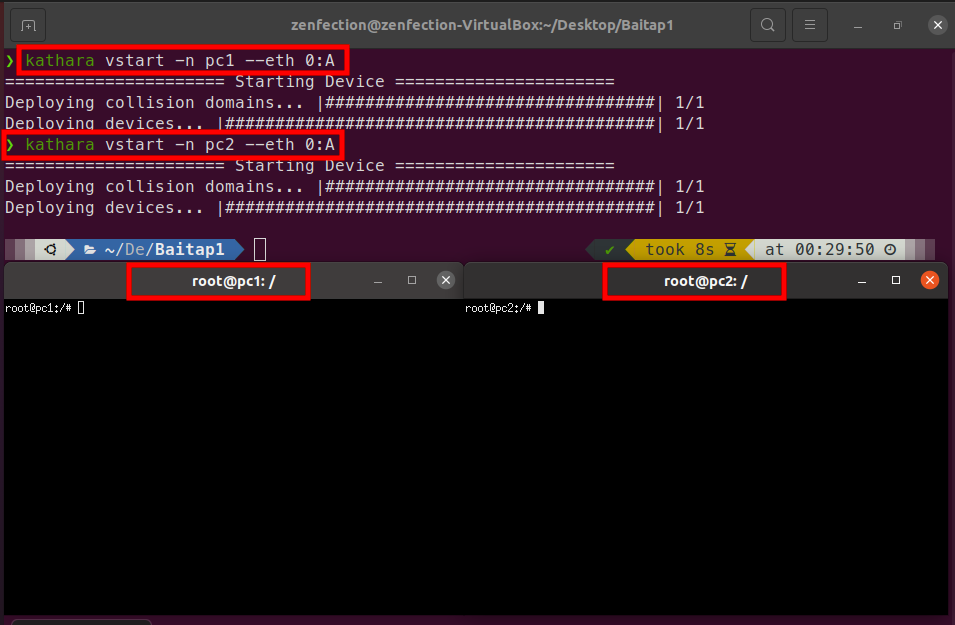 zenfection@zenfection-VirtualBox:~/Desktop/Baitap1
❯ kathara vstart -n pc1 --eth 0:A
====================== Starting Device ======================
Deploying collision domains... |#################################| 1/1
Deploying devices... |###########################################| 1/1
❯ kathara vstart -n pc2 --eth 0:A
====================== Starting Device ======================
Deploying collision domains... |#################################| 1/1
Deploying devices... |###########################################| 1/1
~/De/Baitap1 ✔ took 8s at 00:29:50
root@pc1: /
root@pc1:/#
root@pc2: /
root@pc2:/#